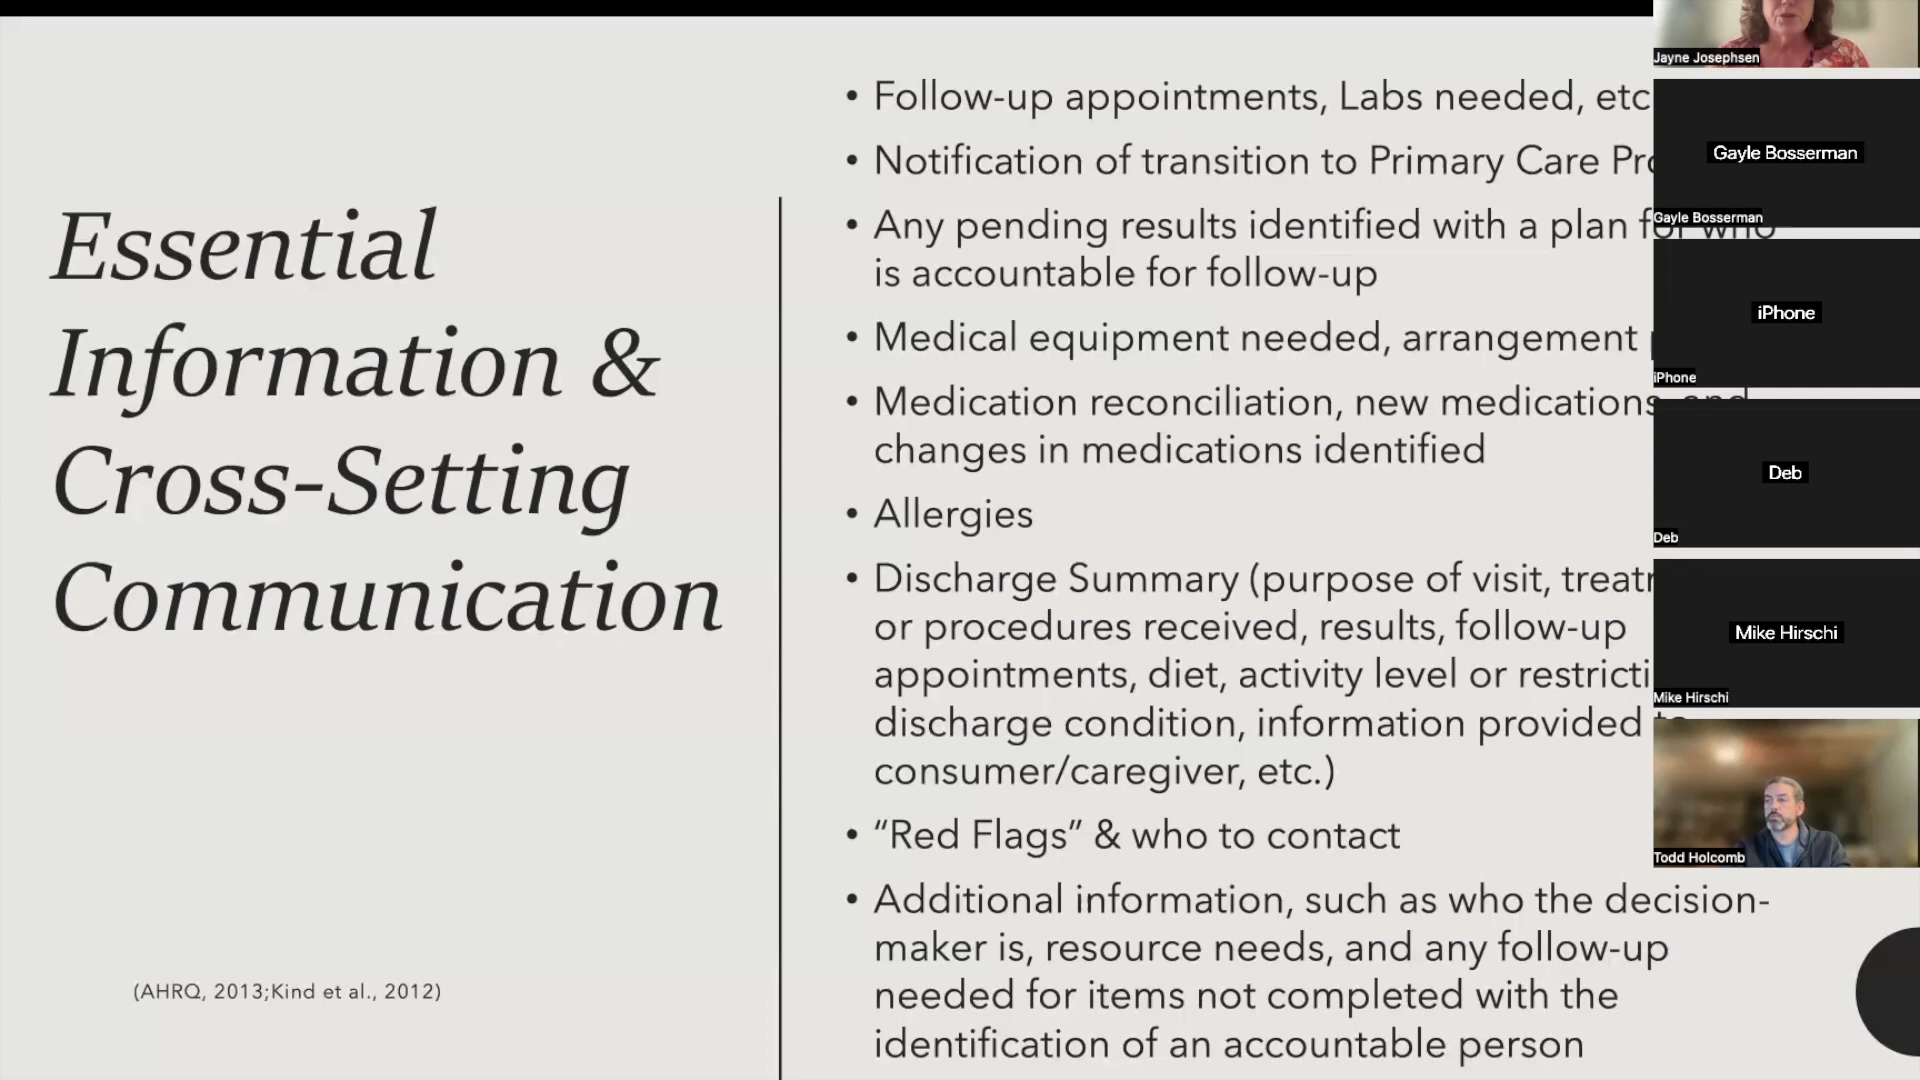 Essential
Information &
Cross-Setting
Communication
(AHRQ, 2013;Kind et al., 2012)
• Follow-up appointments, Labs needed, etc
• Notification of transition to Primary Care
• Any pending results identified with a plan for who
is accountable for follow-up
• Medical equipment needed, arrangement
• Medication reconciliation, new medications, and
changes in medications identified
• Allergies
• Discharge Summary (purpose of visit,
or procedures received, results, follow-up
appointments, diet, activity level or
discharge condition, information provided to
consumer/caregiver, etc.)
• “Red Flags” & who to contact
• Additional information, such as who the decision-
maker is, resource needs, and any follow-up
needed for items not completed with the
identification of an accountable person
Jayne Josephsen
Gayle Bosserman
Gayle Bosserman
iPhone
iPhone
Deb
Deb
Mike Hirschi
Mike Hirschi
Todd Holcomb